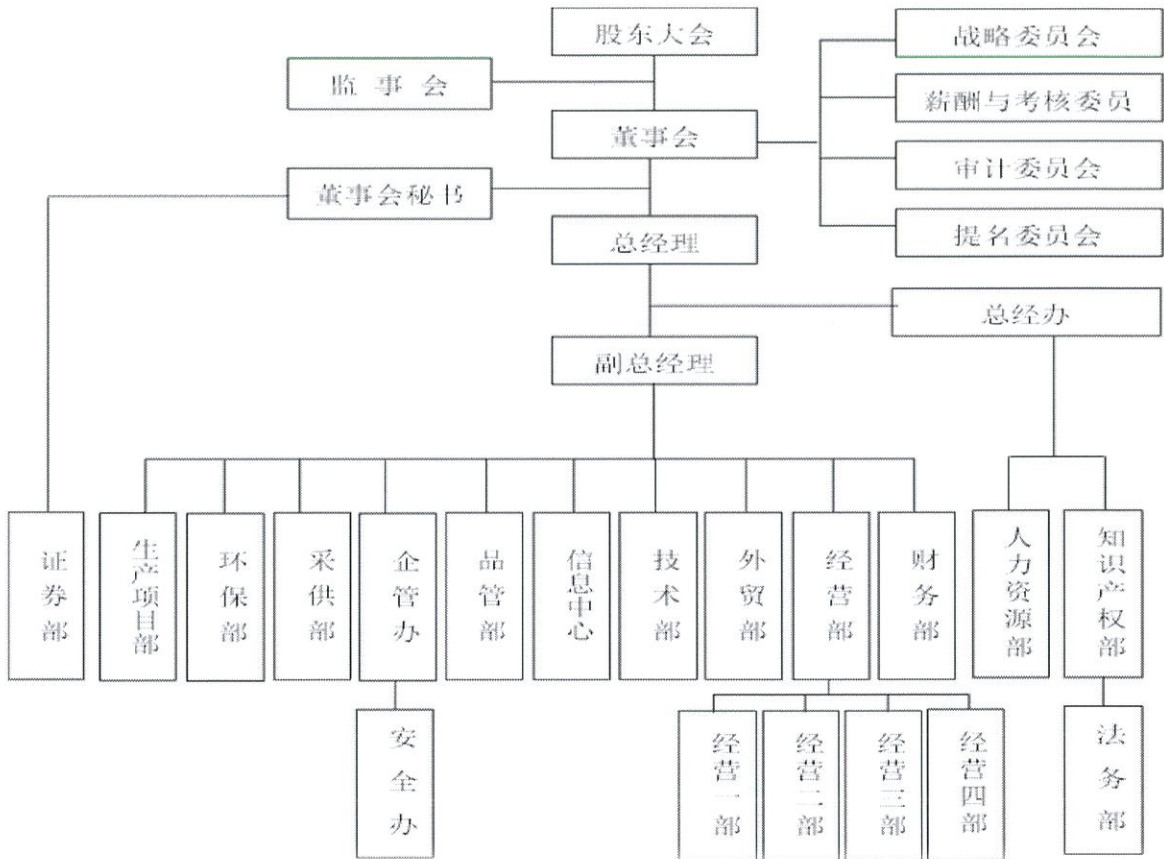 股东大会
战略委员会
监事会
薪酬与考核委员
董事会
审计委员会
董事会秘书
提名委员会
总经理
总经办
副总经理
证券部
生产项目部
环保部
采供部
企管办
品管部
信息中心
技术部
外贸部
经营部
财务部
人力资源部
知识产权部
安全办
经营一部
经营二部
经营三部
经营四部
法务部